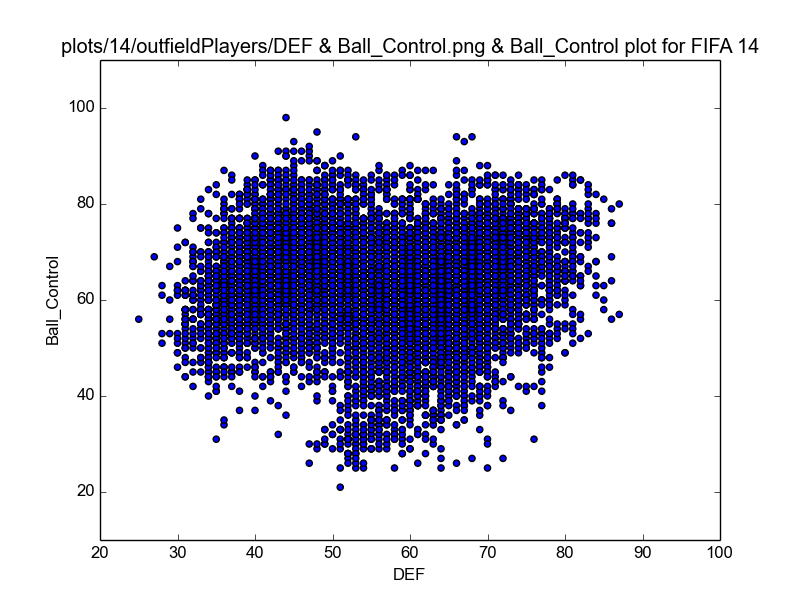 plots/14/outfieldPlayers/DEF & Ball_Control.png & Ball_Control plot for FIFA 14
100
80
60
40
20
Ball_Control
20 30 40 50 60 70 80 90 100
DEF